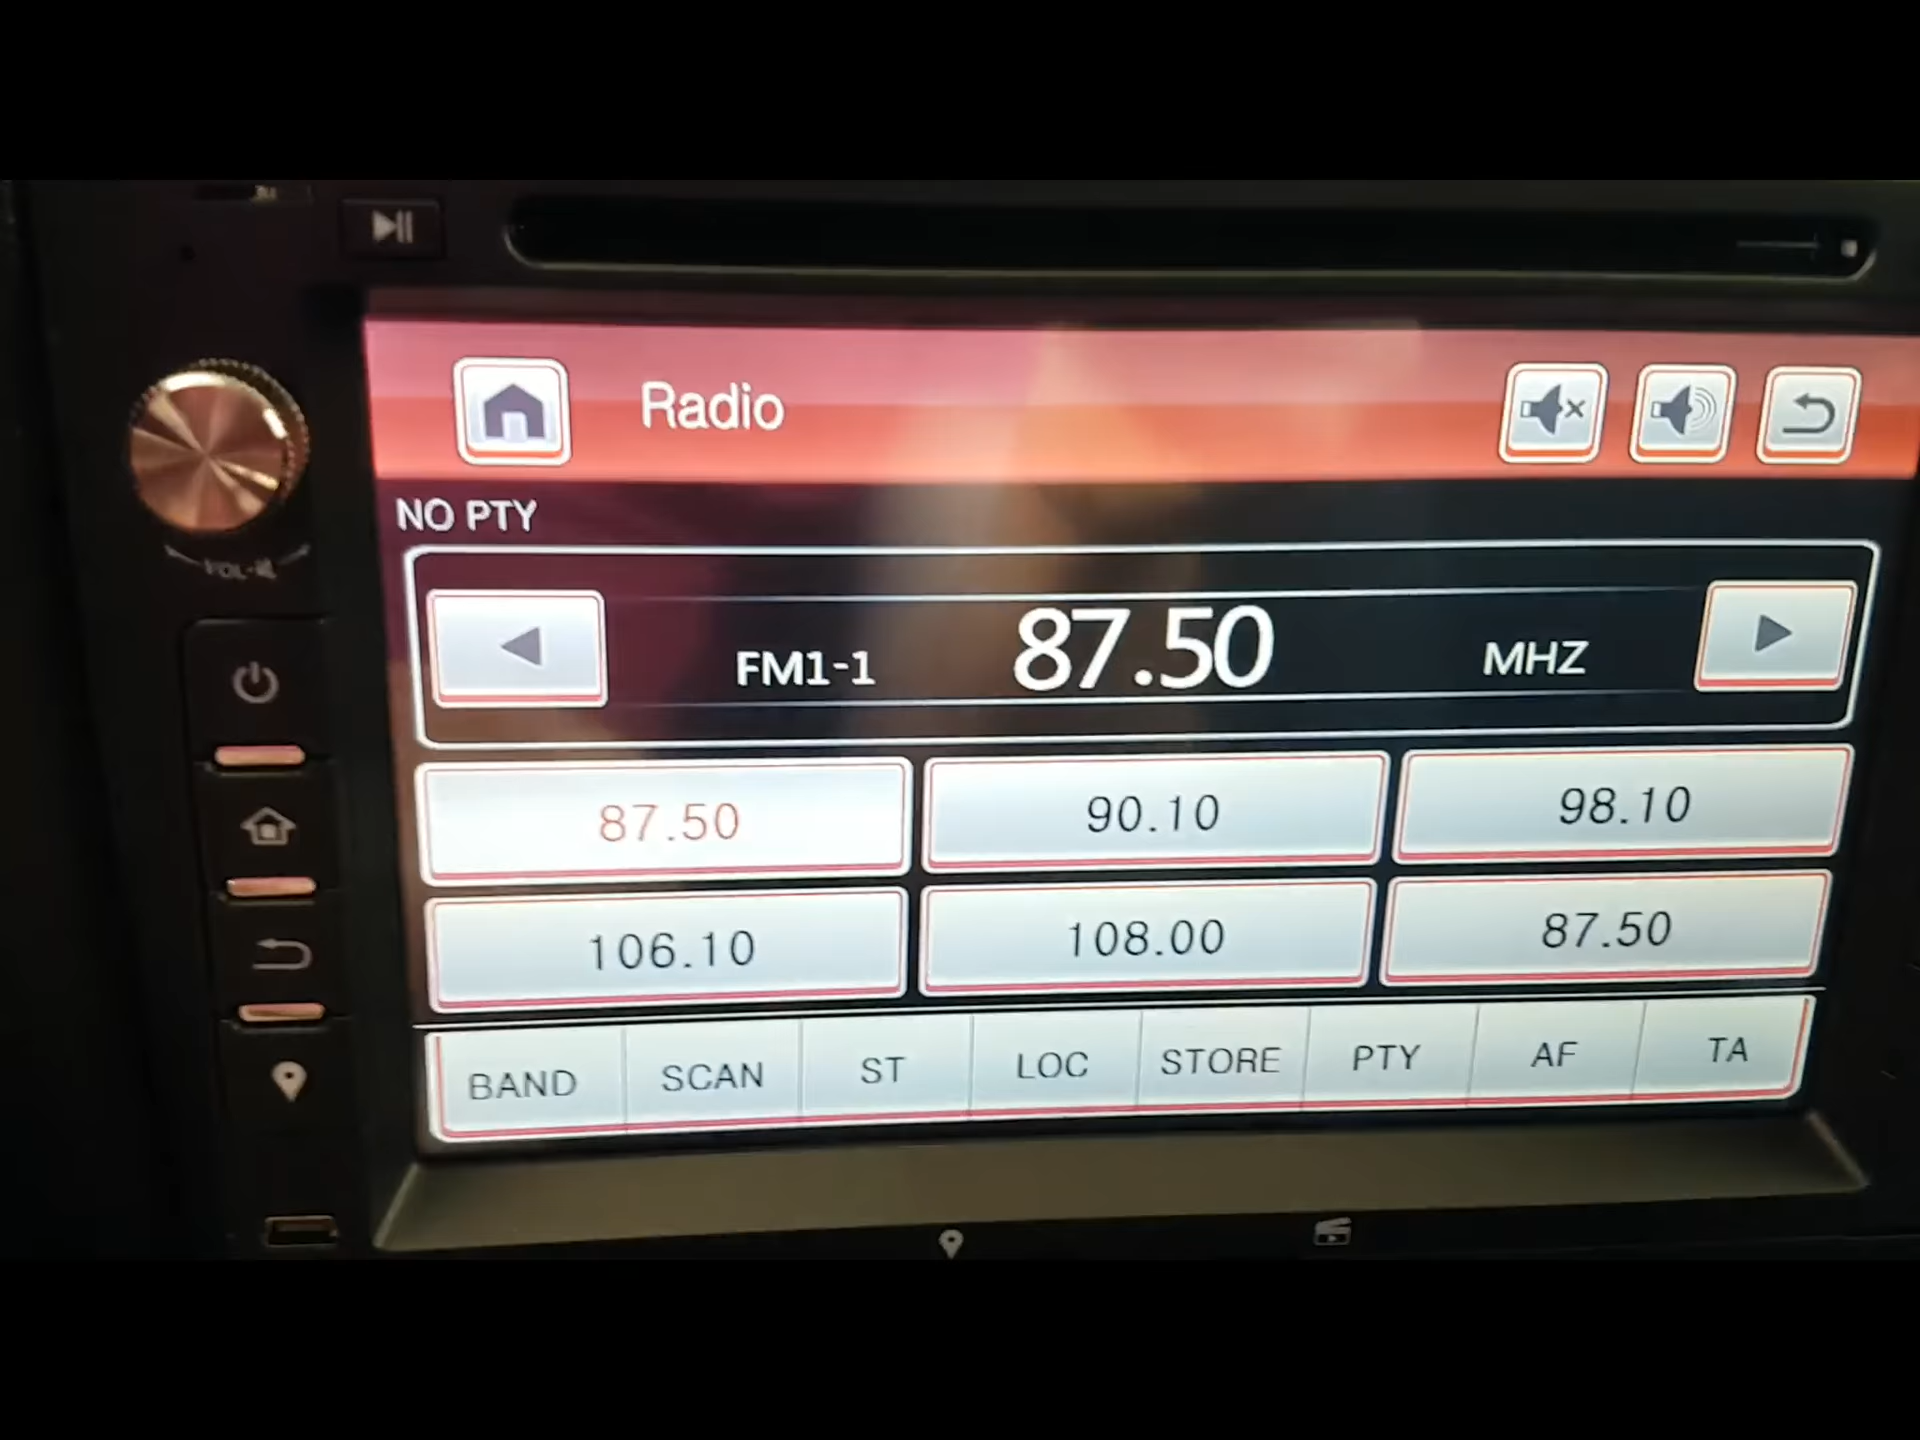 Radio
NO PTY
FM1-1 87.50 MHZ
87.50 90.10 98.10
106.10 108.00 87.50
BAND SCAN ST LOC STORE PTY AF TA